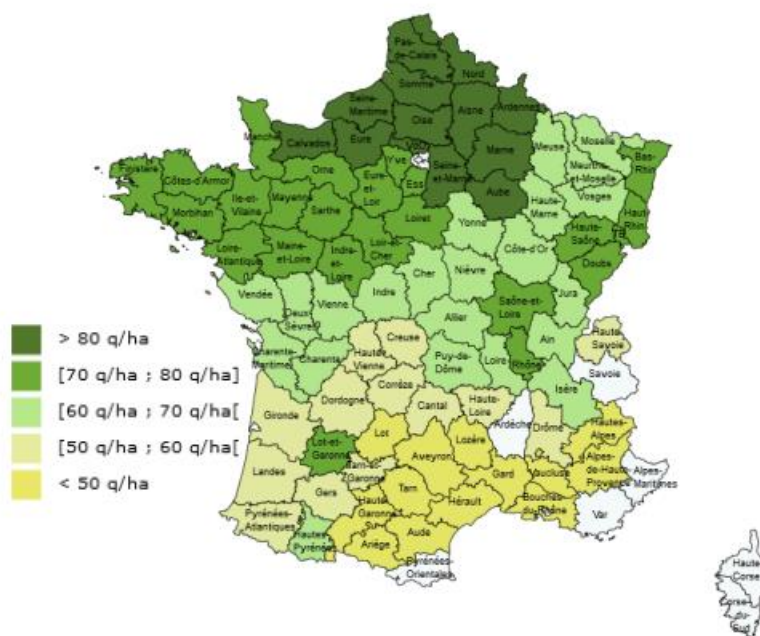 Pas-
de-Calais
Nord
Somme
Seine-
Maritime
Oise
Aisne
Ardennes
Manche
Calvados
Eure
Marne
Meuse
Moselle
Meurthe-
et-Moselle
Bas-
Rhin
Finistère
Côtes-d'Armor
Orne
Eure-
et-
Loir
Y've
Ess
Seine-
et-Marne
Aube
Haute-
Marne
Vosges
Haut-
Rhin
Morbihan
Ile-et-
Vilaine
Mayenne
Sarthe
Loiret
Yonne
Haute-
Saône
TB
Loire-
Atlantique
Maine-
et-Loire
Indre-
et-
Loire
Loir-et-
Cher
Cher
Nièvre
Côte-d'Or
Doubs
Vendée
Deux-
Sèvres
Vienne
Indre
Allier
Saône-et-
Loire
Jura
> 80 q/ha
[70 q/ha ; 80 q/ha]
[60 q/ha ; 70 q/ha[
[50 q/ha ; 60 q/ha[
< 50 q/ha
Charente-
Maritime
Charente
Haute-
Vienne
Creuse
Puy-de-
Dôme
Loire
Rhône
Ain
Haute-
Savoie
Savoie
Isère
Gironde
Dordogne
Corrèze
Cantal
Haute-
Loire
Ardèche
Drôme
Hautes-
Alpes
Lot-et-
Garonne
Lot
Aveyron
Lozère
Gard
Vaucluse
Alpes-
de-Haute-
Provence
Alpes-
Maritimes
Landes
Gers
Tarn-et-
Garonne
Tarn
Hérault
Bouches-
du-Rhône
Var
Pyrénées-
Atlantiques
Hautes-
Pyrénées
Haute-
Garonne
Ariège
Aude
Pyrénées-
Orientales
Haute-
Corse
Corse-
du-
Sud